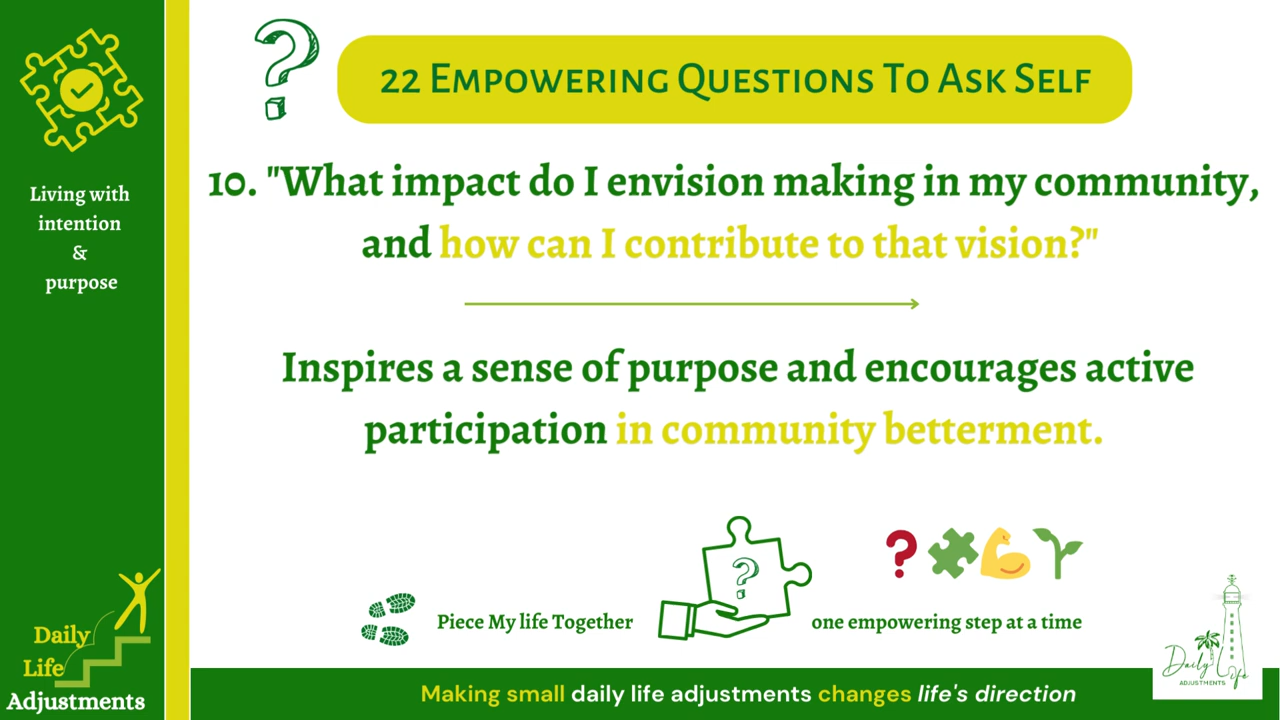 22 Empowering Questions To Ask Self
10. "What impact do I envision making in my community,
and how can I contribute to that vision?"
Inspires a sense of purpose and encourages active
participation in community betterment.
Living with
intention
&
purpose
Piece My life Together
one empowering step at a time
Daily
Life
Adjustments
Making small daily life adjustments changes life's direction
Daily Life
ADJUSTMENTS